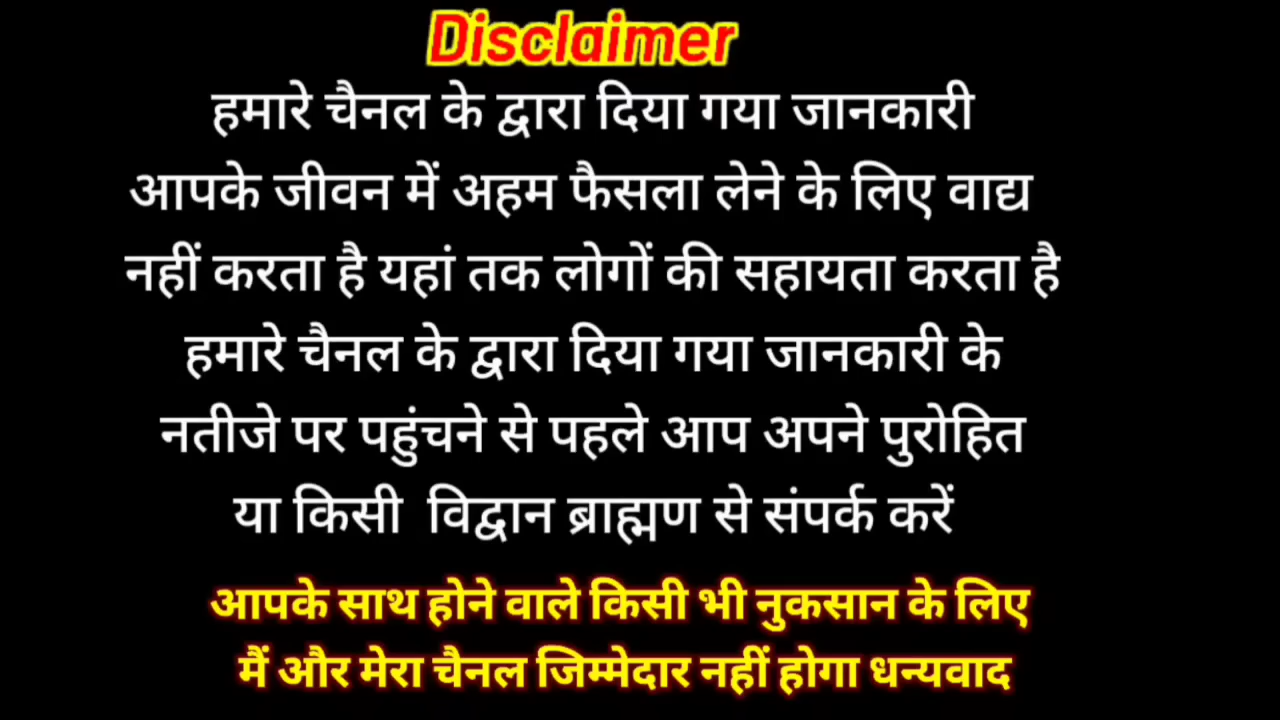 Disclaimer
हमारे चैनल के द्वारा दिया गया जानकारी
आपके जीवन में अहम फैसला लेने के लिए वाद्य
नहीं करता है यहां तक लोगों की सहायता करता है
हमारे चैनल के द्वारा दिया गया जानकारी के
नतीजे पर पहुंचने से पहले आप अपने पुरोहित
या किसी विद्वान ब्राह्मण से संपर्क करें
आपके साथ होने वाले किसी भी नुकसान के लिए
मैं और मेरा चैनल जिम्मेदार नहीं होगा धन्यवाद